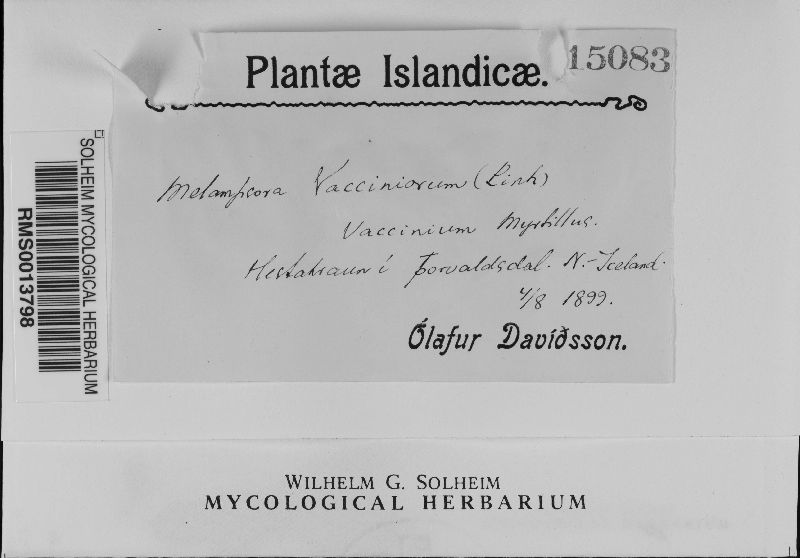 Plantæ Islandicæ.
15083
Melampsora Vacciniorum (Link)
Vaccinium Myrtillus.
Hestahraun í Þorvaldsdal. N.-Iceland.
4/8 1899.
Ólafur Davíðsson.
SOLHEIM MYCOLOGICAL HERBARIUM
RMS0013798
WILHELM G. SOLHEIM
MYCOLOGICAL HERBARIUM